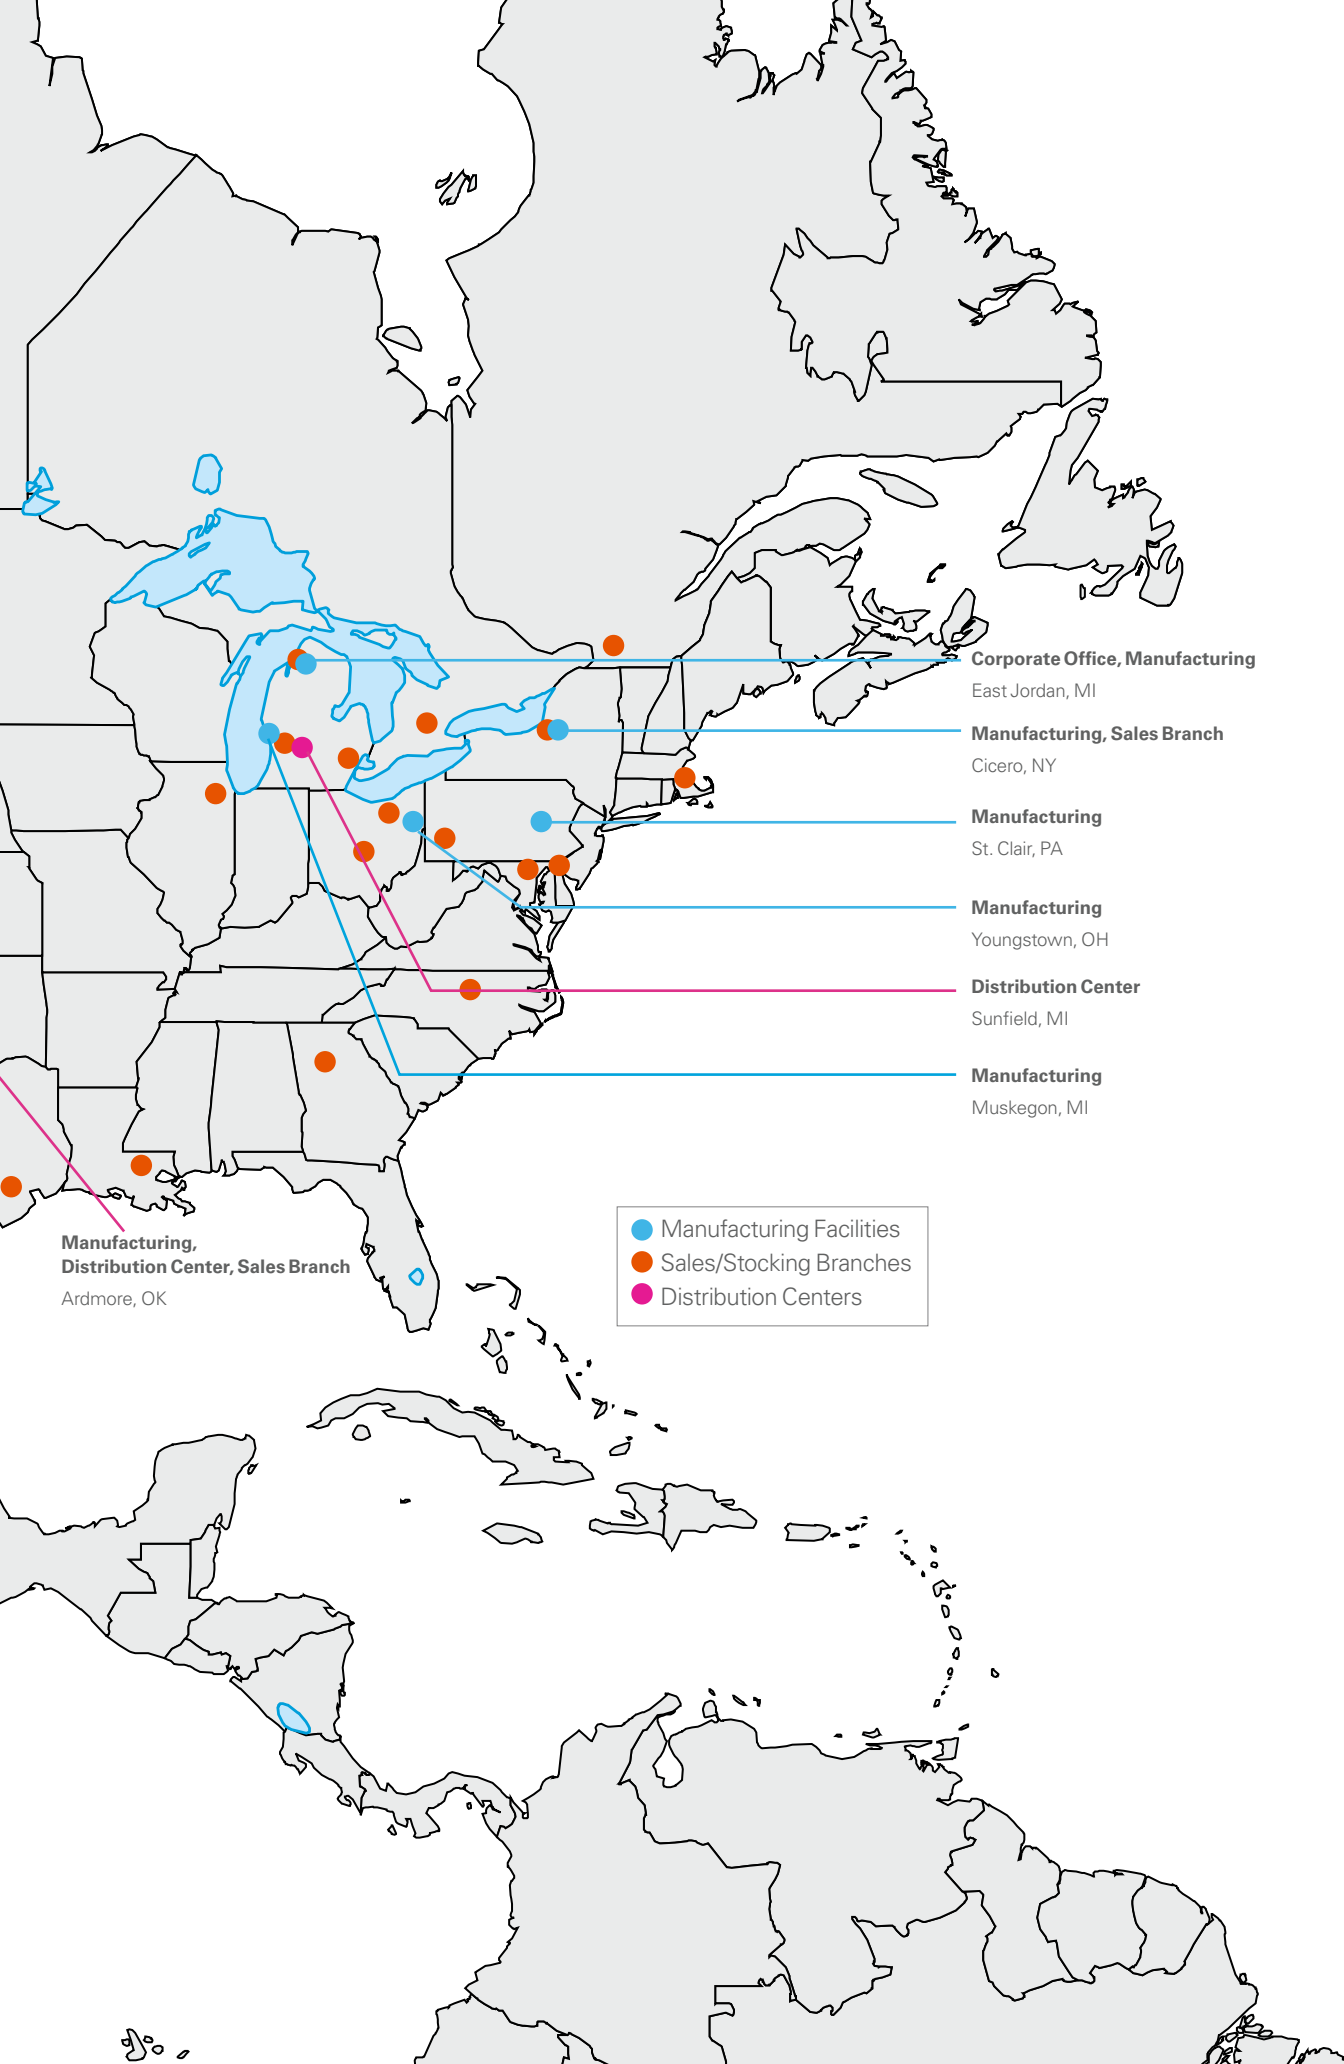 Corporate Office, Manufacturing
East Jordan, MI
Manufacturing, Sales Branch
Cicero, NY
Manufacturing
St. Clair, PA
Manufacturing
Youngstown, OH
Distribution Center
Sunfield, MI
Manufacturing
Muskegon, MI
Manufacturing,
Distribution Center, Sales Branch
Ardmore, OK
Manufacturing Facilities
Sales/Stocking Branches
Distribution Centers